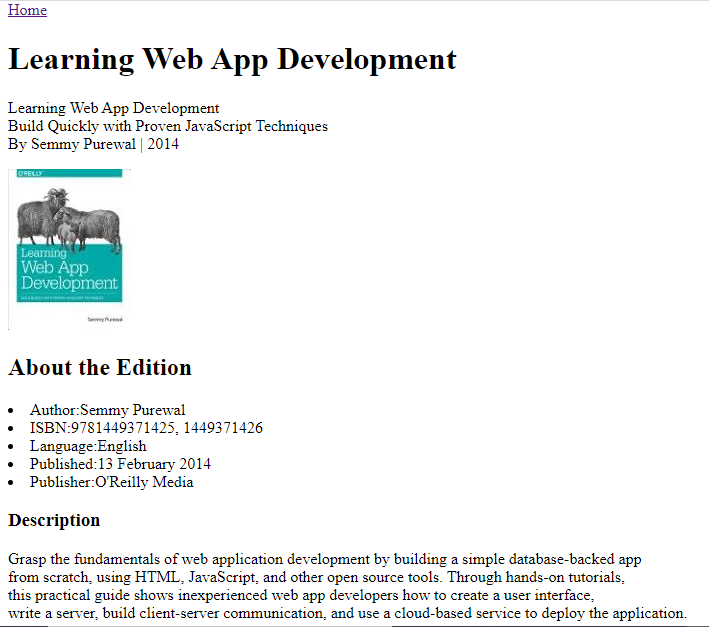 Home
Learning Web App Development
Learning Web App Development
Build Quickly with Proven JavaScript Techniques
By Semmy Purewal | 2014
O'REILLY
Learning
Web App
Development
Semmy Purewal
About the Edition
Author:Semmy Purewal
ISBN:9781449371425, 1449371426
Language:English
Published:13 February 2014
Publisher:O'Reilly Media
Description
Grasp the fundamentals of web application development by building a simple database-backed app
from scratch, using HTML, JavaScript, and other open source tools. Through hands-on tutorials,
this practical guide shows inexperienced web app developers how to create a user interface,
write a server, build client-server communication, and use a cloud-based service to deploy the application.